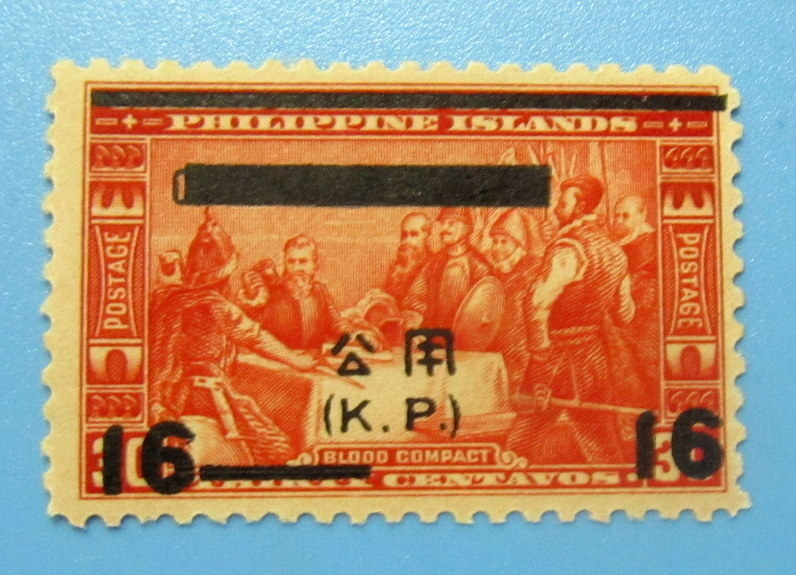 PHILIPPINE ISLANDS
POSTAGE
POSTAGE
公用
(K. P.)
BLOOD COMPACT
16 CENTAVOS 16